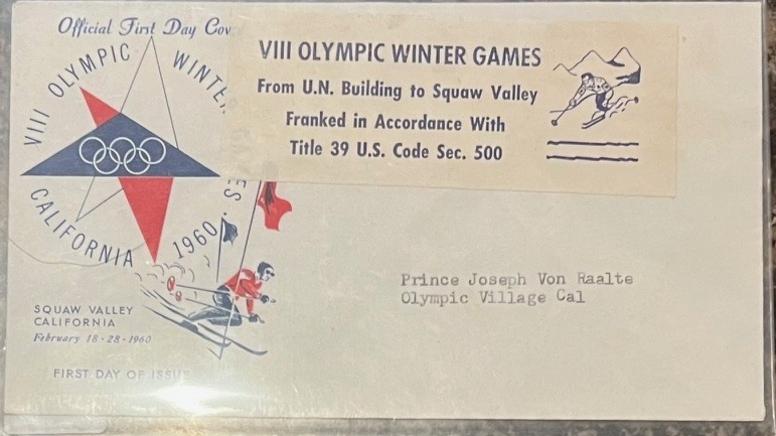 Official First Day Cov
VIII OLYMPIC WINTER GAMES
CALIFORNIA 1960
VIII OLYMPIC WINTER GAMES
From U.N. Building to Squaw Valley
Franked in Accordance With
Title 39 U.S. Code Sec. 500
Prince Joseph Von Raalte
Olympic Village Cal
SQUAW VALLEY
CALIFORNIA
February 18-28-1960
FIRST DAY OF ISSUE